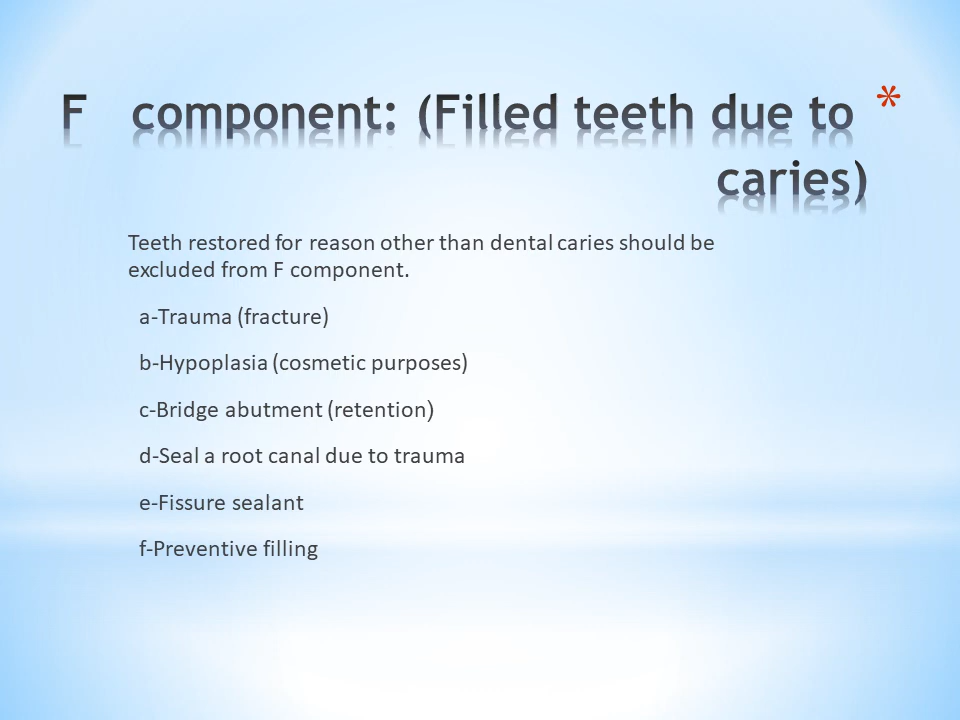 F component: (Filled teeth due to *
caries)
Teeth restored for reason other than dental caries should be
excluded from F component.
a-Trauma (fracture)
b-Hypoplasia (cosmetic purposes)
c-Bridge abutment (retention)
d-Seal a root canal due to trauma
e-Fissure sealant
f-Preventive filling